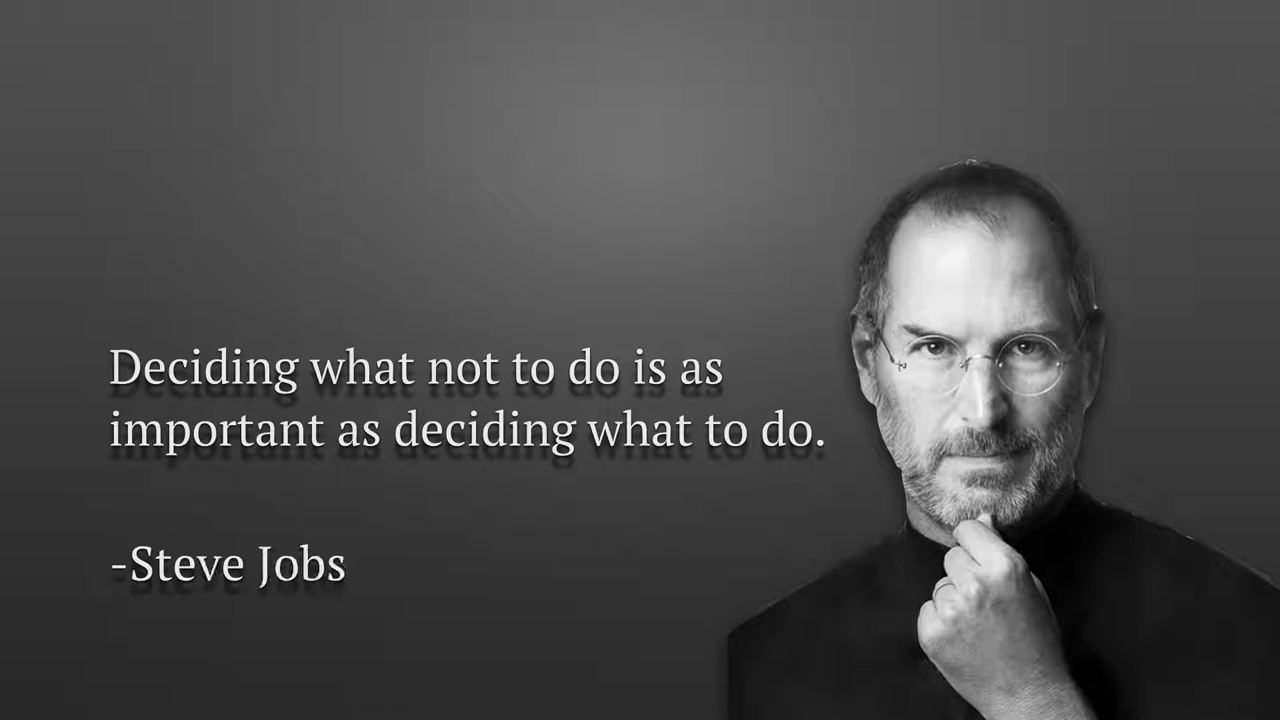 Deciding what not to do is as
important as deciding what to do.
-Steve Jobs